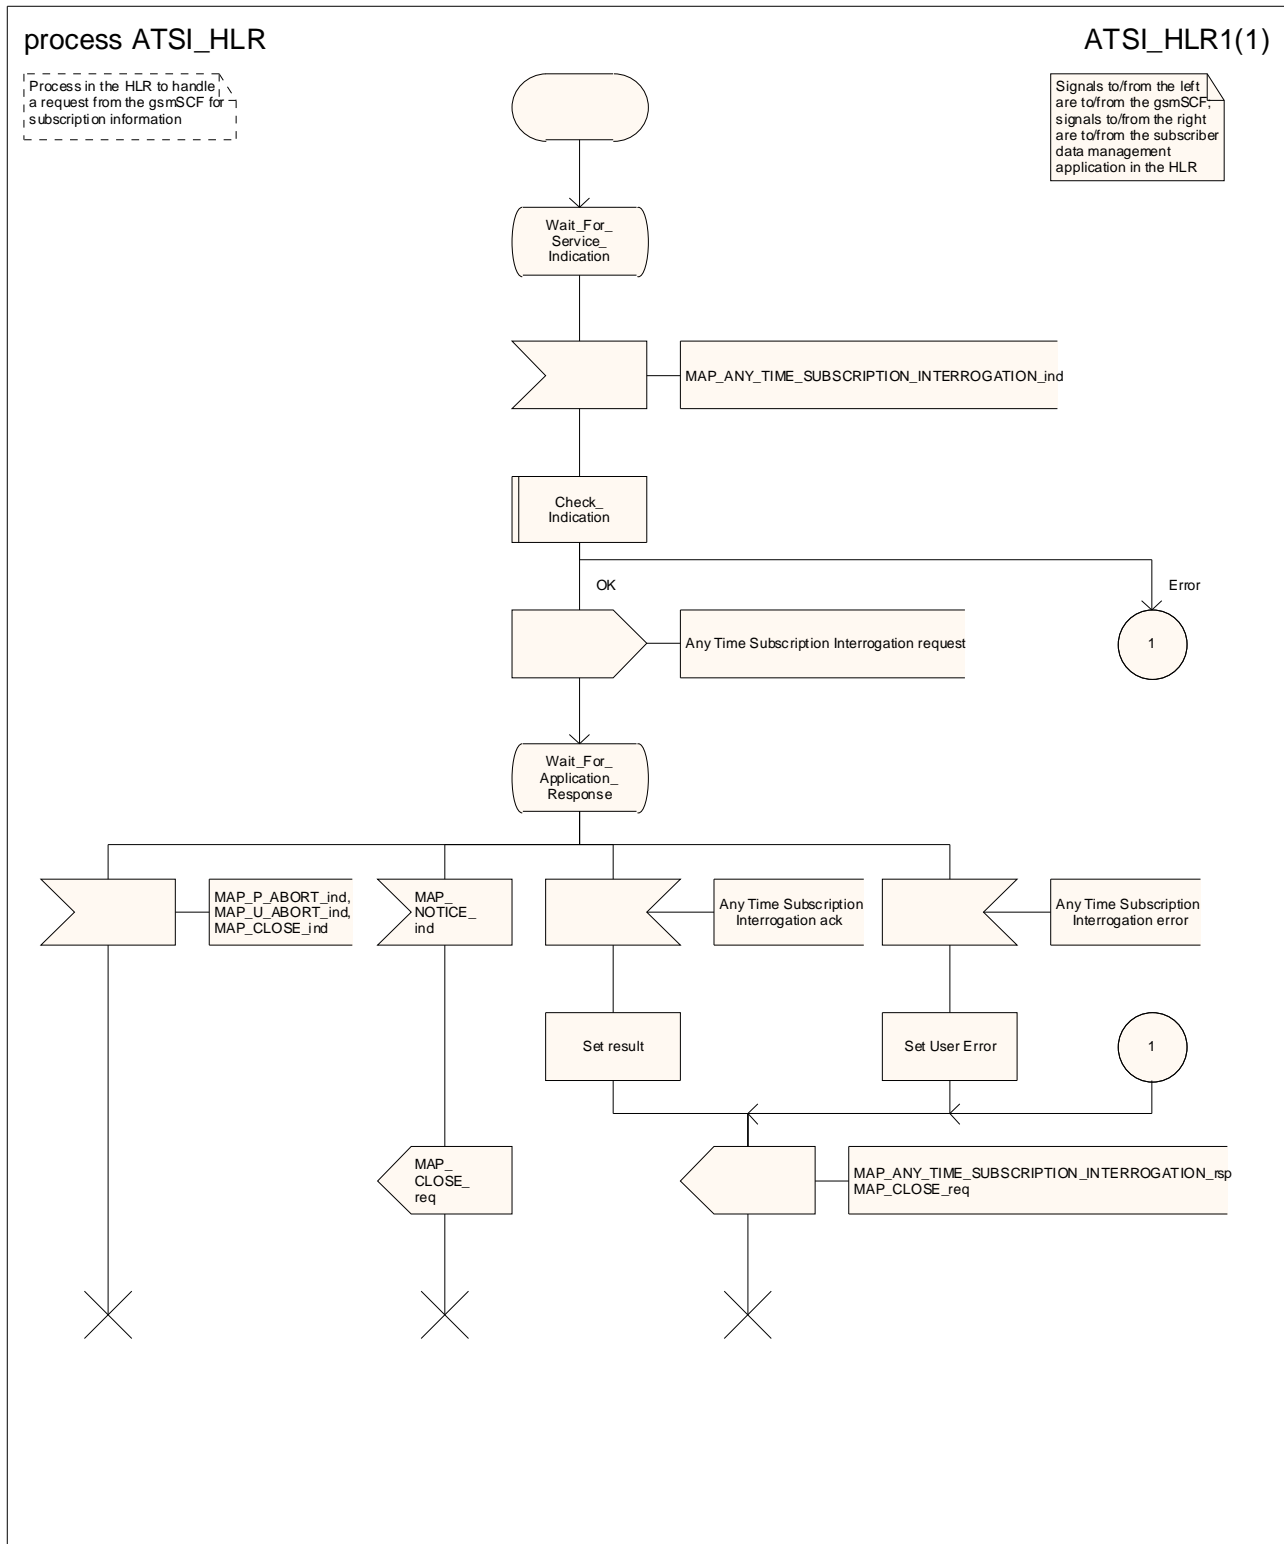 process ATSI_HLR
ATSI_HLR1(1)
Process in the HLR to handle
a request from the gsmSCF for
subscription information
Signals to/from the left
are to/from the gsmSCF;
signals to/from the right
are to/from the subscriber
data management
application in the HLR
Wait_For_
Service_
Indication
MAP_ANY_TIME_SUBSCRIPTION_INTERROGATION_ind
Check_
Indication
OK
Error
Any Time Subscription Interrogation request
1
Wait_For_
Application_
Response
MAP_P_ABORT_ind,
MAP_U_ABORT_ind,
MAP_CLOSE_ind
MAP_
NOTICE_
ind
Any Time Subscription
Interrogation ack
Any Time Subscription
Interrogation error
Set result
Set User Error
1
MAP_
CLOSE_
req
MAP_ANY_TIME_SUBSCRIPTION_INTERROGATION_rsp
MAP_CLOSE_req